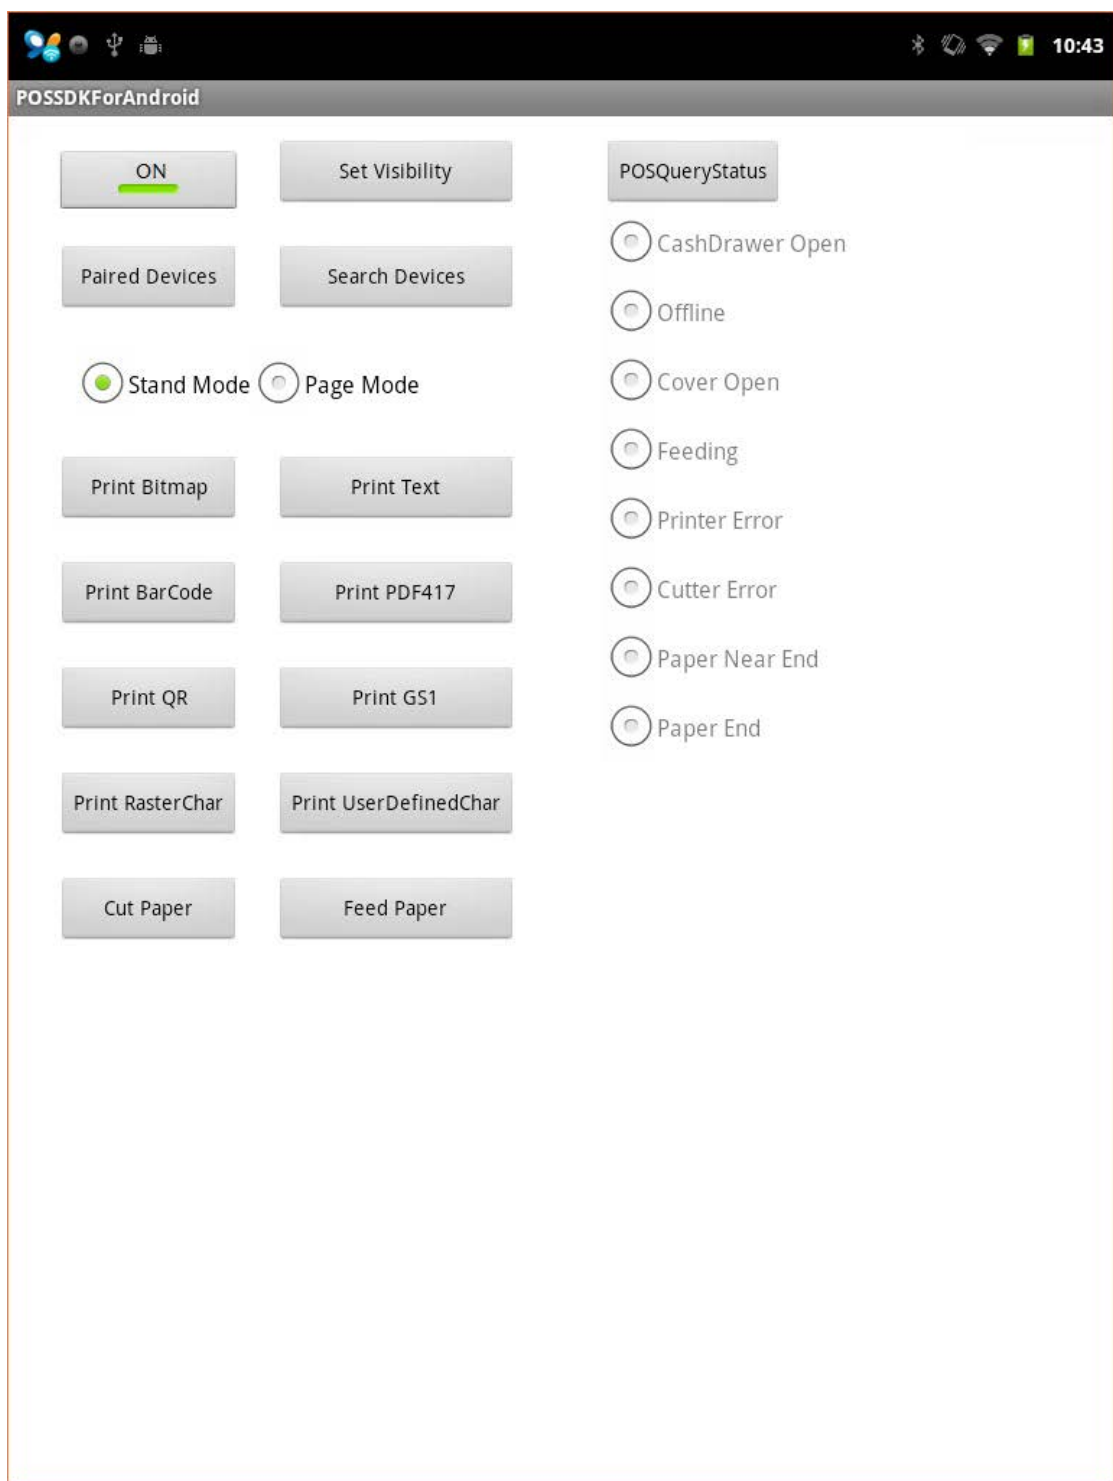 10:43
POSSDKForAndroid
ON
Set Visibility
POSQueryStatus
CashDrawer Open
Paired Devices
Search Devices
Offline
Stand Mode
Page Mode
Cover Open
Feeding
Print Bitmap
Print Text
Printer Error
Print BarCode
Print PDF417
Cutter Error
Paper Near End
Print QR
Print GS1
Paper End
Print RasterChar
Print UserDefinedChar
Cut Paper
Feed Paper